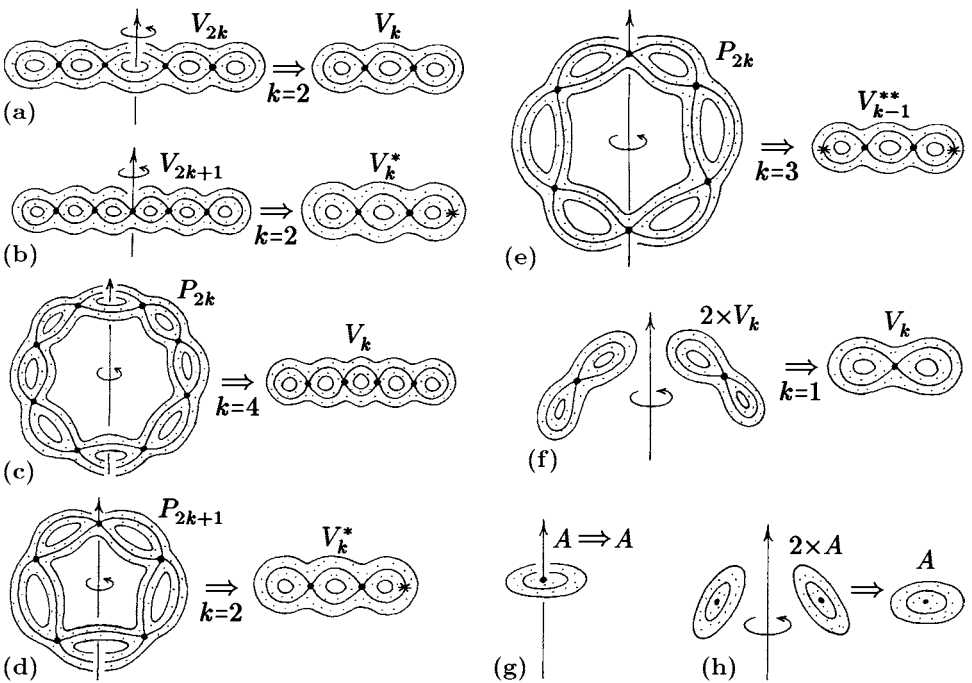 (a) V_{2k} ⇒ k=2 V_k
(b) V_{2k+1} ⇒ k=2 V_k^*
(c) P_{2k} ⇒ k=4 V_k
(d) P_{2k+1} ⇒ k=2 V_k^*
(e) P_{2k} ⇒ k=3 V_{k-1}^{**}
(f) 2×V_k ⇒ k=1 V_k
(g) A⇒A
(h) 2×A ⇒ A